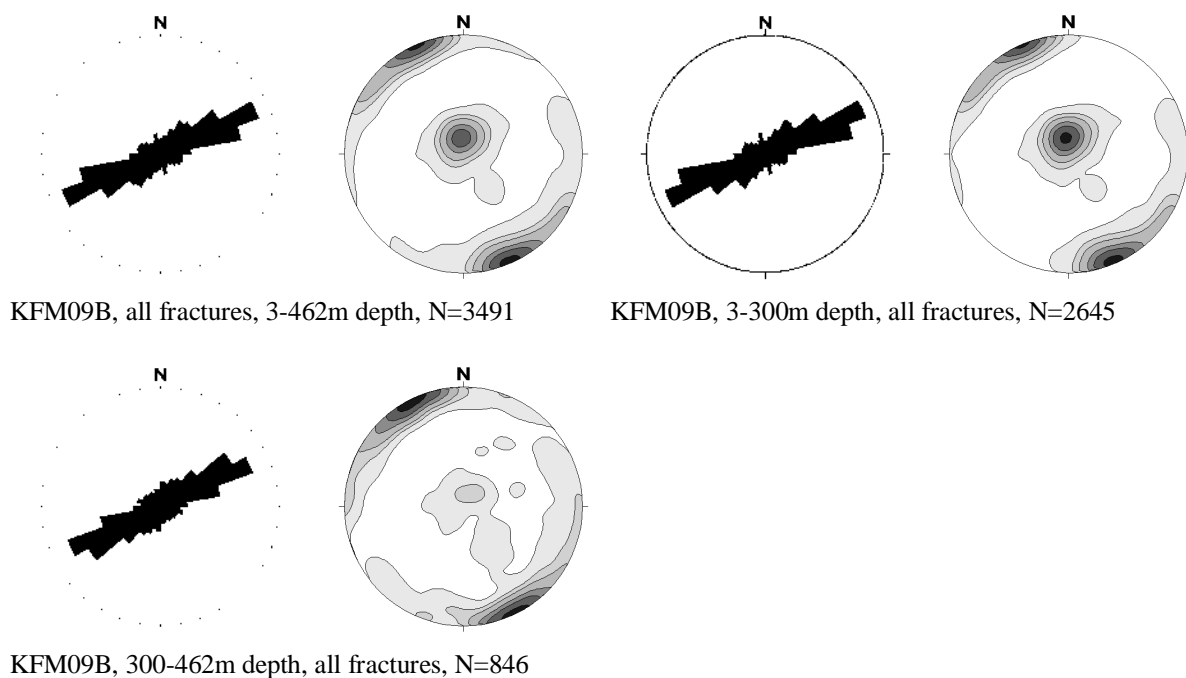 N N N N
KFM09B, all fractures, 3-462m depth, N=3491
KFM09B, 3-300m depth, all fractures, N=2645
N N
KFM09B, 300-462m depth, all fractures, N=846